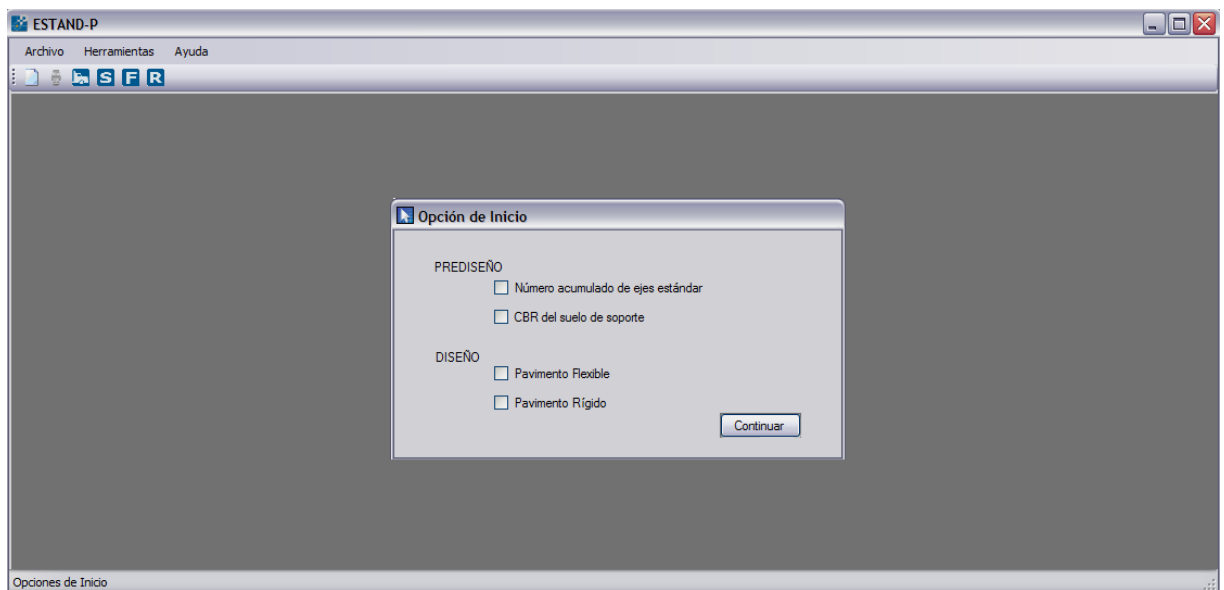 ESTAND-P
Archivo Herramientas Ayuda
S F R
Opción de Inicio
PREDISEÑO
Número acumulado de ejes estándar
CBR del suelo de soporte
DISEÑO
Pavimento Flexible
Pavimento Rígido
Continuar
Opciones de Inicio